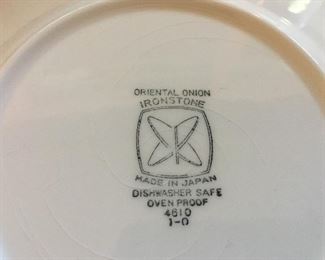 ORIENTAL ONION
IRONSTONE
MADE IN JAPAN
DISHWASHER SAFE
OVEN PROOF
4610
1-0